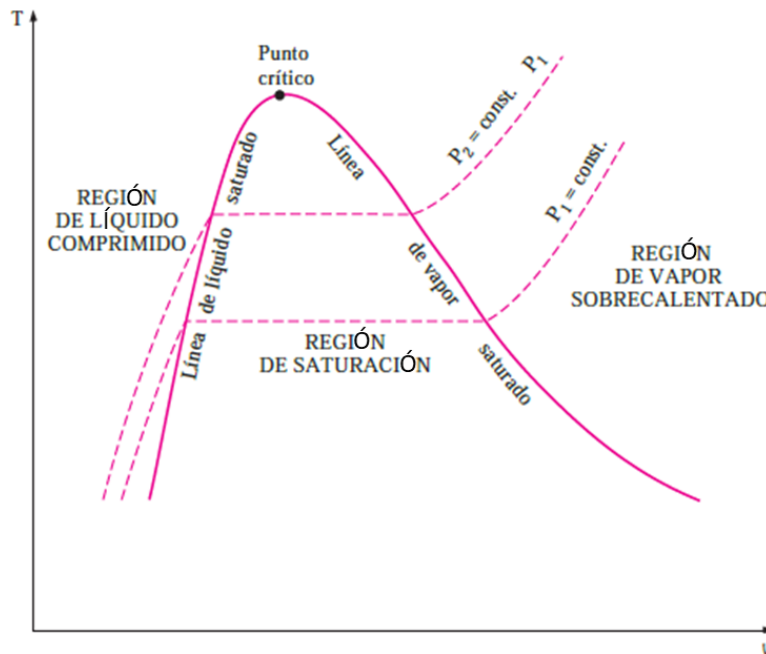 T
Punto
crítico
P₂ = const. P₁
P₁ = const.
saturado
Línea
REGIÓN
DE LÍQUIDO
COMPRIMIDO
de líquido
de vapor
REGIÓN
DE VAPOR
SOBRECALENTADO
Línea
REGIÓN
DE SATURACIÓN
saturado